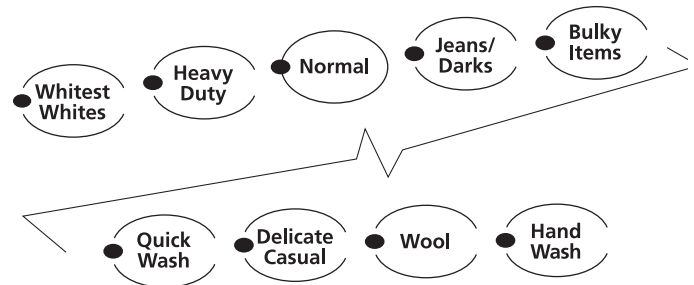 Whitest
Whites
Heavy
Duty
Normal
Jeans/
Darks
Bulky
Items
Quick
Wash
Delicate
Casual
Wool
Hand
Wash